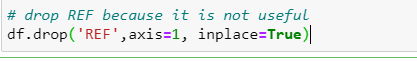 # drop REF because it is not useful
df.drop('REF',axis=1, inplace=True)